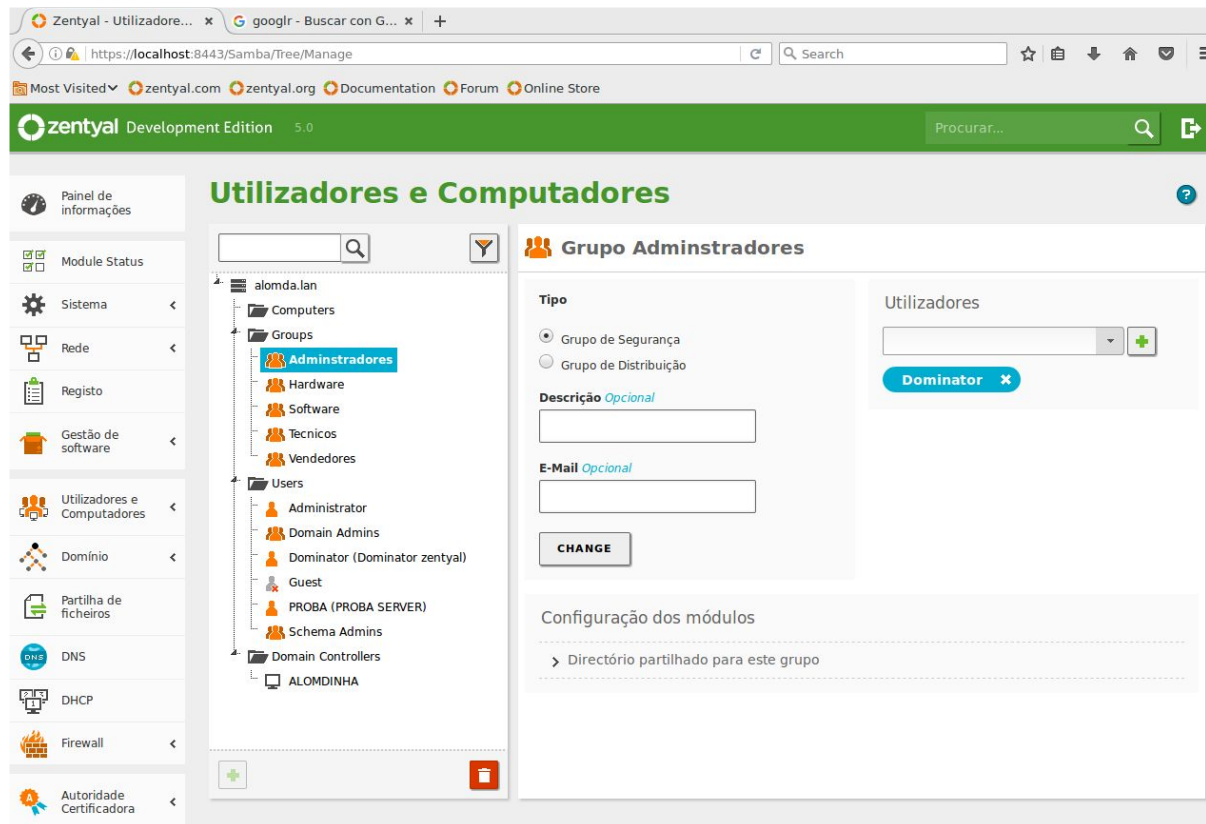 Zentyal - Utilizadore...
googlr - Buscar con G...
https://localhost:8443/Samba/Tree/Manage
Search
Most Visited
zentyal.com
zentyal.org
Documentation
Forum
Online Store
zentyal Development Edition 5.0
Procurar...
Painel de
informações
Module Status
Sistema
Rede
Registo
Gestão de
software
Utilizadores e
Computadores
Domínio
Partilha de
ficheiros
DNS
DNS
DHCP
Firewall
Autoridade
Certificadora
Utilizadores e Computadores
alomda.lan
Computers
Groups
Adminstradores
Hardware
Software
Tecnicos
Vendedores
Users
Administrator
Domain Admins
Dominator (Dominator zentyal)
Guest
PROBA (PROBA SERVER)
Schema Admins
Domain Controllers
ALOMDINHA
Grupo Adminstradores
Tipo
Grupo de Segurança
Grupo de Distribuição
Descrição Opcional
E-Mail Opcional
CHANGE
Utilizadores
Dominator
Configuração dos módulos
Directório partilhado para este grupo